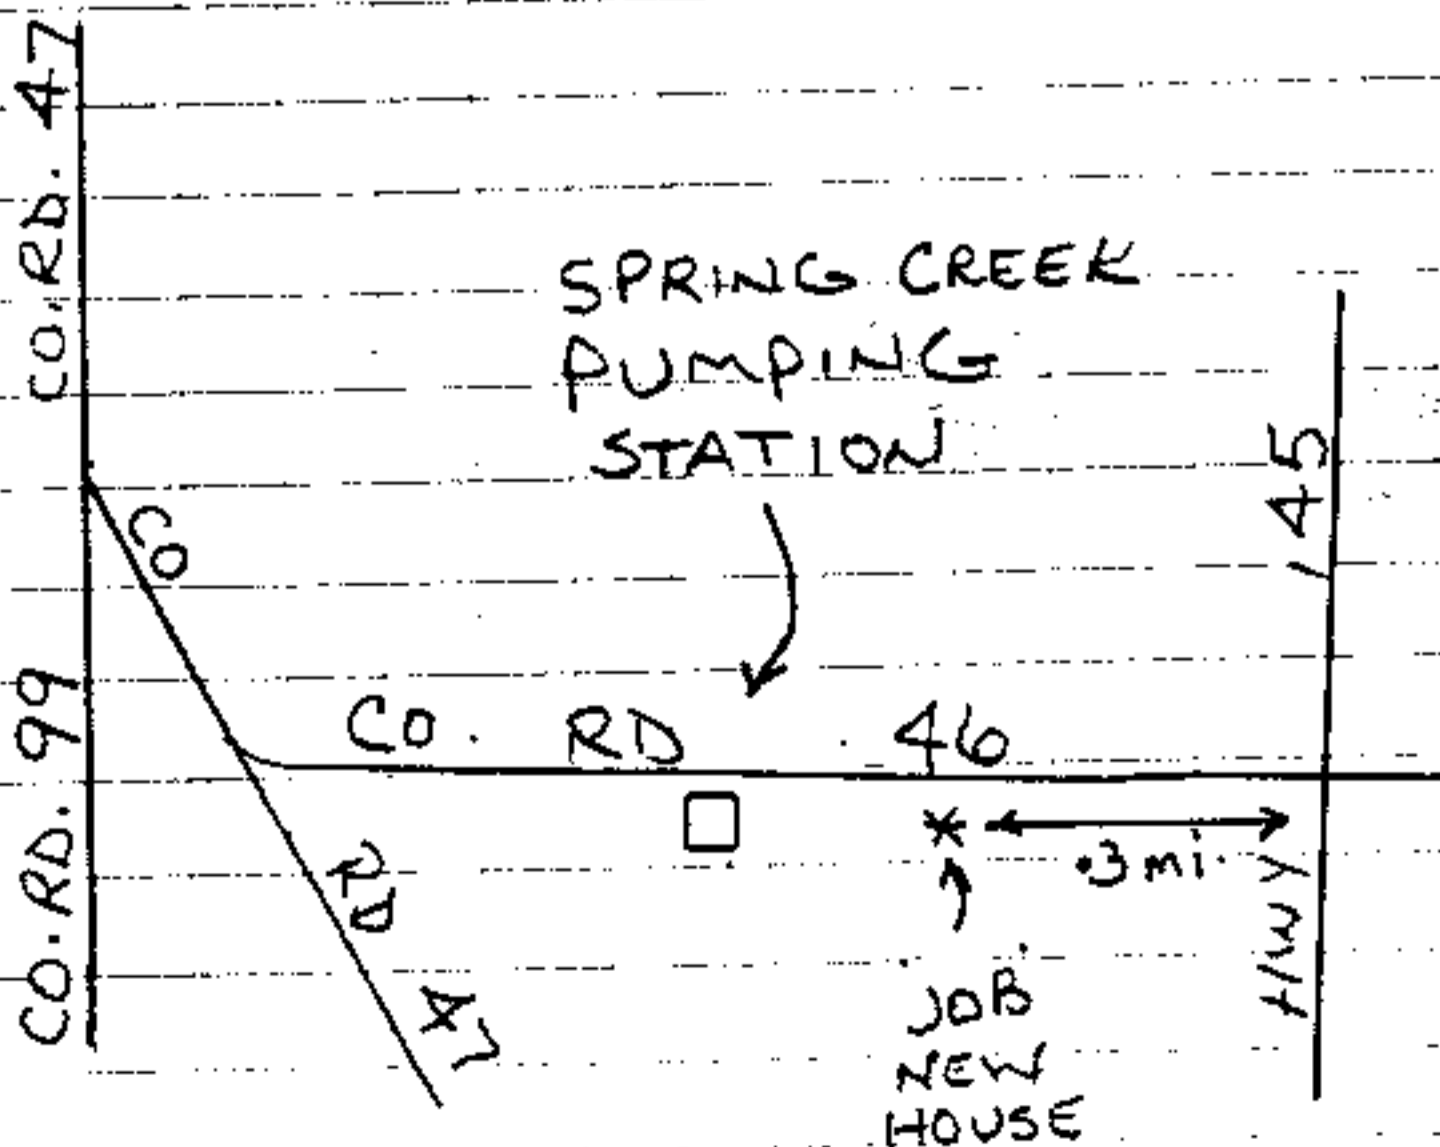 CO. RD. 47
SPRING CREEK
PUMPING
STATION
HWY 145
CO RD 47
CO. RD. 99
CO. RD. 46
.3 mi.
JOB
NEW
HOUSE